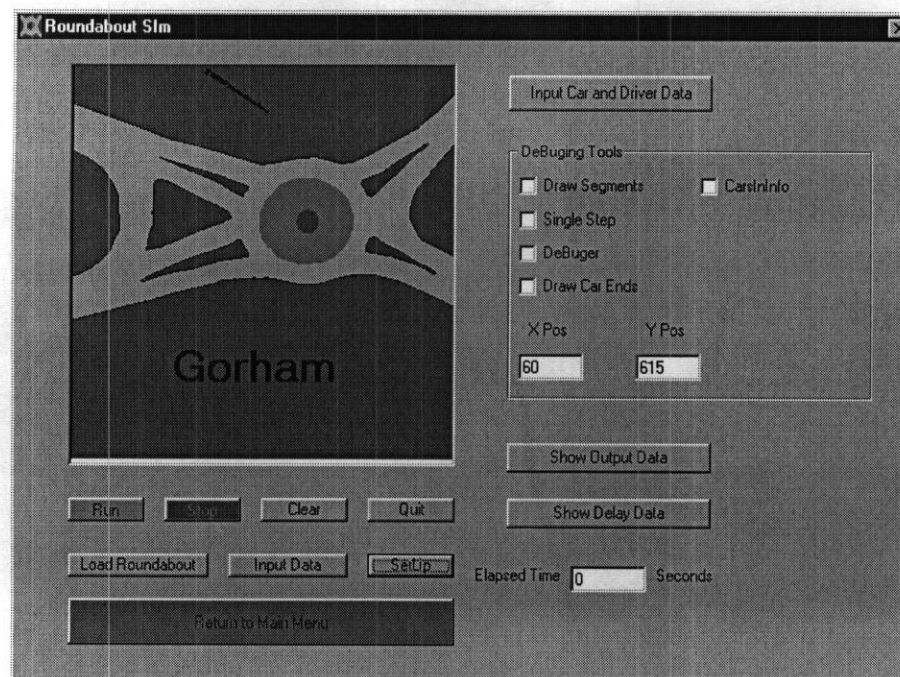 Roundabout SIm
Gorham
Input Car and Driver Data
DeBuging Tools
Draw Segments
CarsInInfo
Single Step
DeBuger
Draw Car Ends
X Pos
Y Pos
60
615
Show Output Data
Show Delay Data
Run
Stop
Clear
Quit
Load Roundabout
Input Data
SetUp
Elapsed Time
0
Seconds
Return to Main Menu